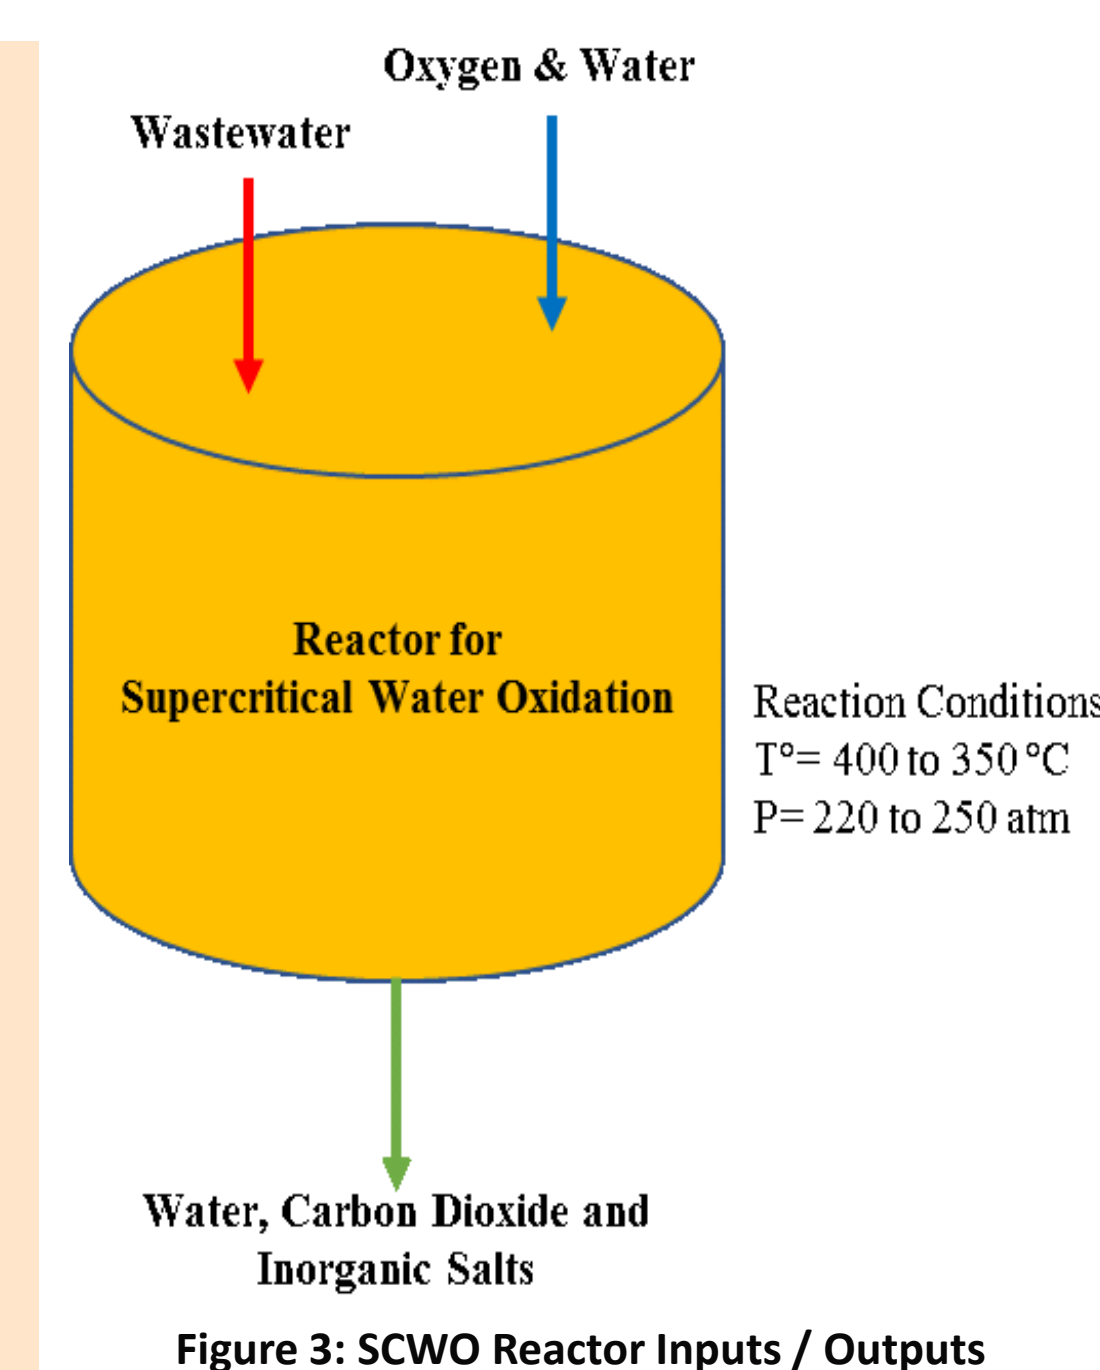 Oxygen & Water
Wastewater
Reactor for
Supercritical Water Oxidation
Reaction Conditions
T°= 400 to 350 °C
P= 220 to 250 atm
Water, Carbon Dioxide and
Inorganic Salts
Figure 3: SCWO Reactor Inputs / Outputs